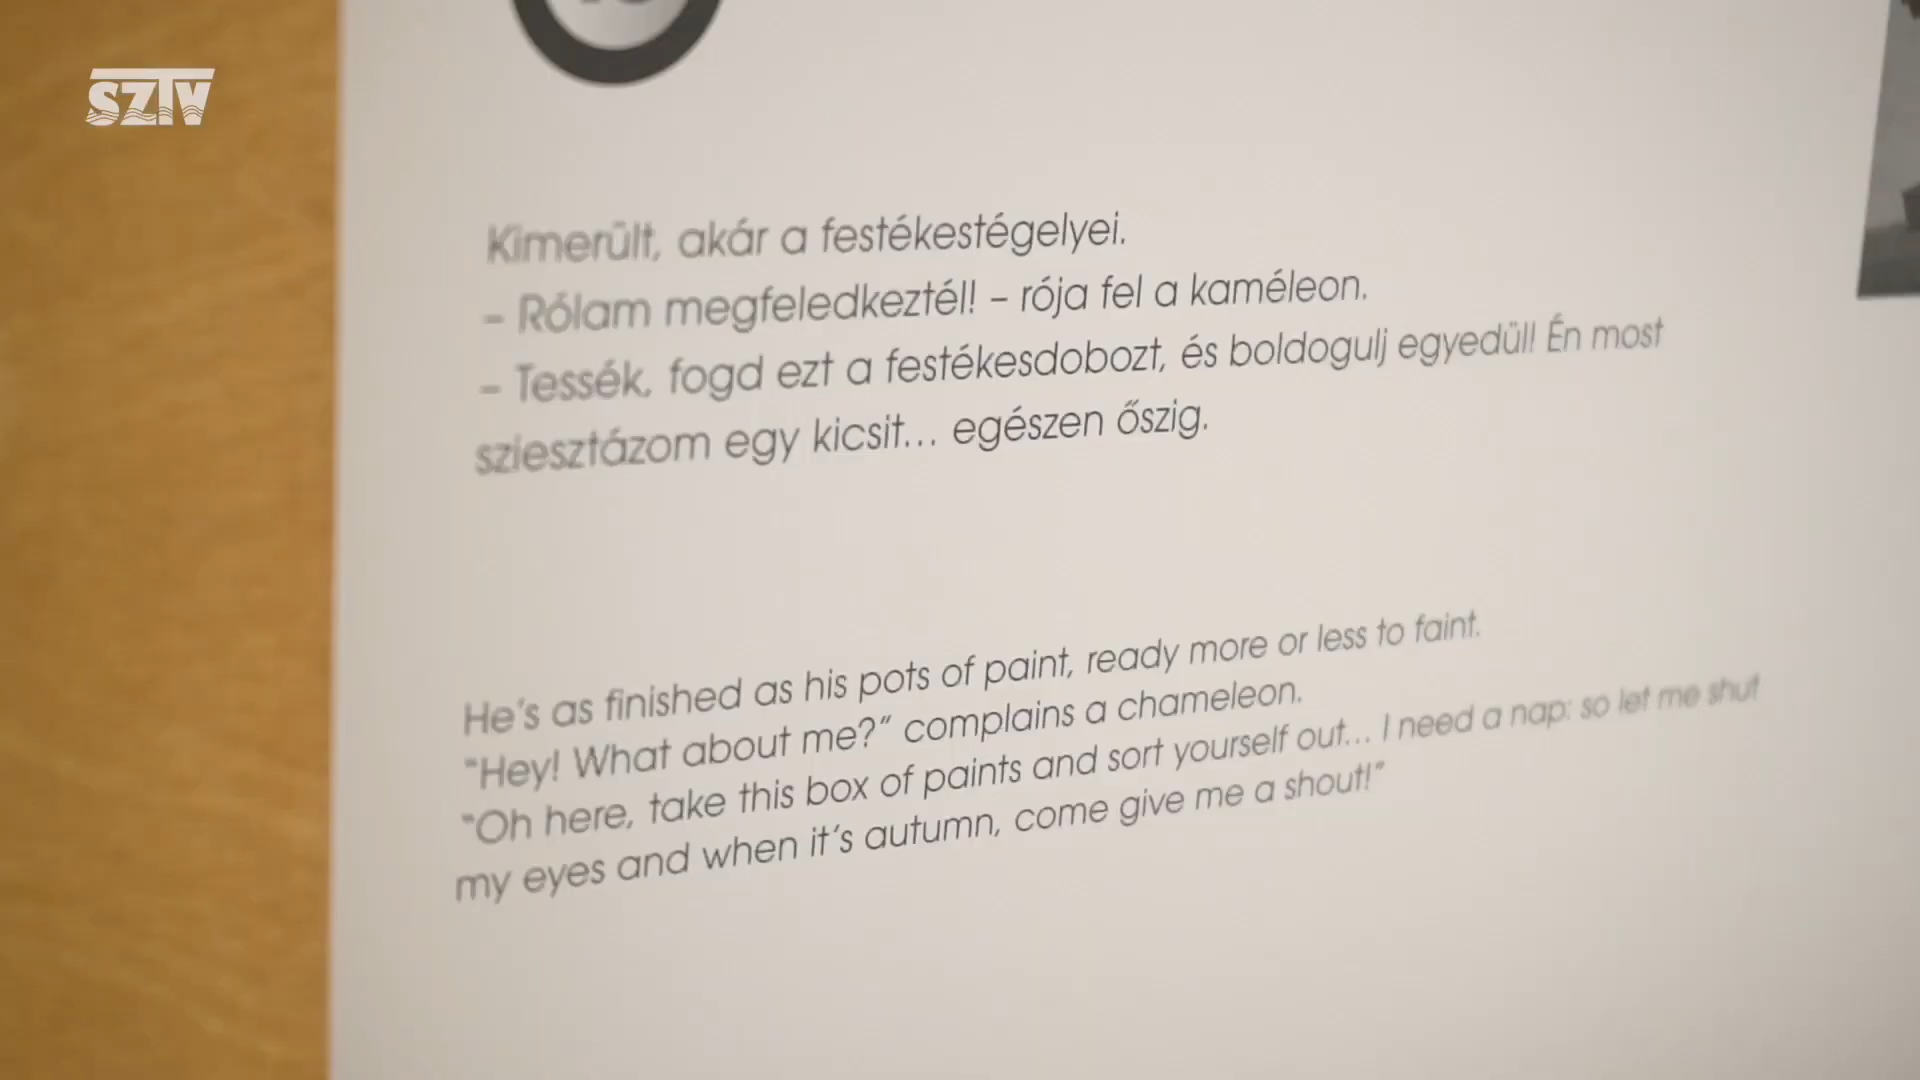 SZTV
Kimerült, akár a festékestégelyei.
– Rólam megfeledkeztél! – rója fel a kaméleon.
– Tessék, fogd ezt a festékesdobozt, és boldogulj egyedül! Én most
sziesztázom egy kicsit... egészen őszig.
He's as finished as his pots of paint, ready more or less to faint.
"Hey! What about me?" complains a chameleon.
"Oh here, take this box of paints and sort yourself out... I need a nap: so let me shut
my eyes and when it's autumn, come give me a shout!"